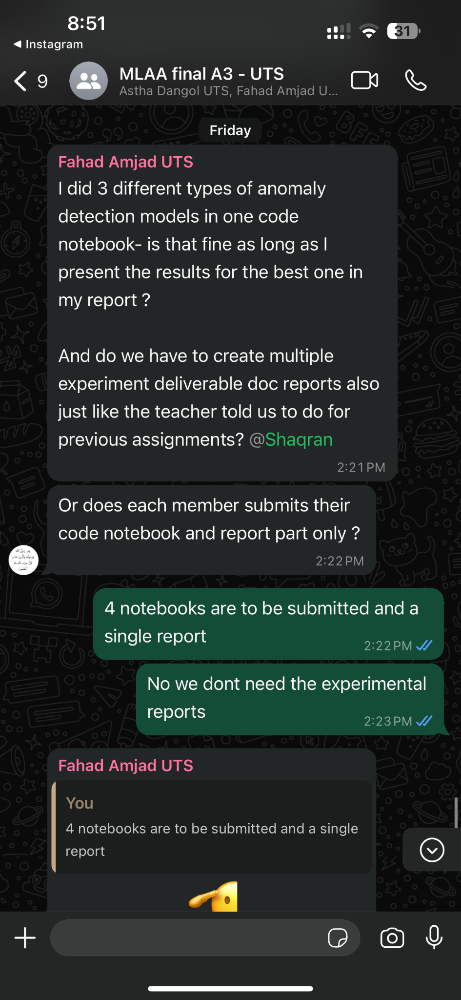 8:51
◀ Instagram
31
9
MLAA final A3 - UTS
Astha Dangol UTS, Fahad Amjad U...
Friday
Fahad Amjad UTS
I did 3 different types of anomaly
detection models in one code
notebook- is that fine as long as I
present the results for the best one in
my report ?
And do we have to create multiple
experiment deliverable doc reports also
just like the teacher told us to do for
previous assignments? @Shaqran
2:21 PM
Or does each member submits their
code notebook and report part only ?
2:22 PM
4 notebooks are to be submitted and a
single report
2:22 PM
No we dont need the experimental
reports
2:23 PM
Fahad Amjad UTS
You
4 notebooks are to be submitted and a single
report